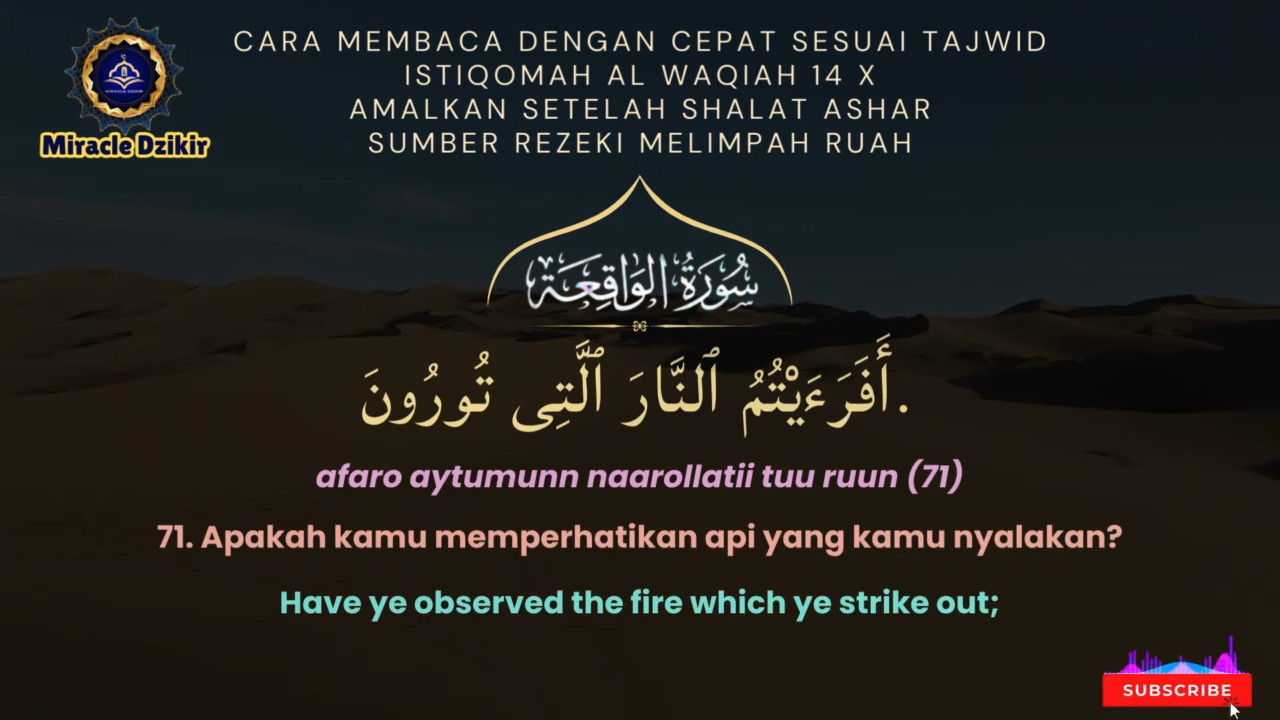 CARA MEMBACA DENGAN CEPAT SESUAI TAJWID
ISTIQOMAH AL WAQIAH 14 X
AMALKAN SETELAH SHALAT ASHAR
SUMBER REZEKI MELIMPAH RUAH
MIRACLE DZIKIR
Miracle Dzikir
سُورَةُ الوَاقِعَة
.أَفَرَءَيْتُمُ ٱلنَّارَ ٱلَّتِى تُورُونَ
afaro aytumunn naarollatii tuu ruun (71)
71. Apakah kamu memperhatikan api yang kamu nyalakan?
Have ye observed the fire which ye strike out;
SUBSCRIBE